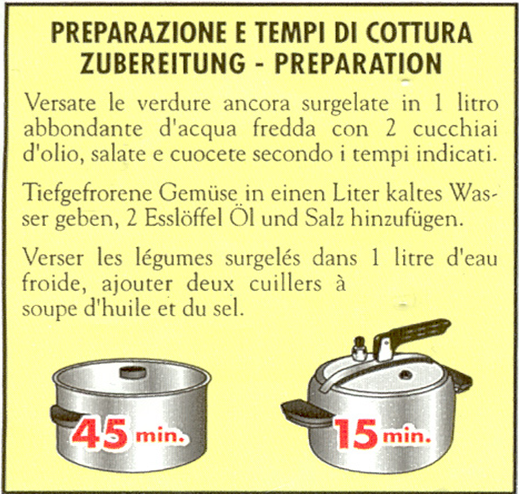 PREPARAZIONE E TEMPI DI COTTURA
ZUBEREITUNG - PREPARATION
Versate le verdure ancora surgelate in 1 litro
abbondante d'acqua fredda con 2 cucchiai
d'olio, salate e cuocete secondo i tempi indicati.
Tiefgefrorene Gemüse in einen Liter kaltes Was-
ser geben, 2 Esslöffel Öl und Salz hinzufügen.
Verser les légumes surgelés dans 1 litre d'eau
froide, ajouter deux cuillers à
soupe d'huile et du sel.
45 min.
15 min.